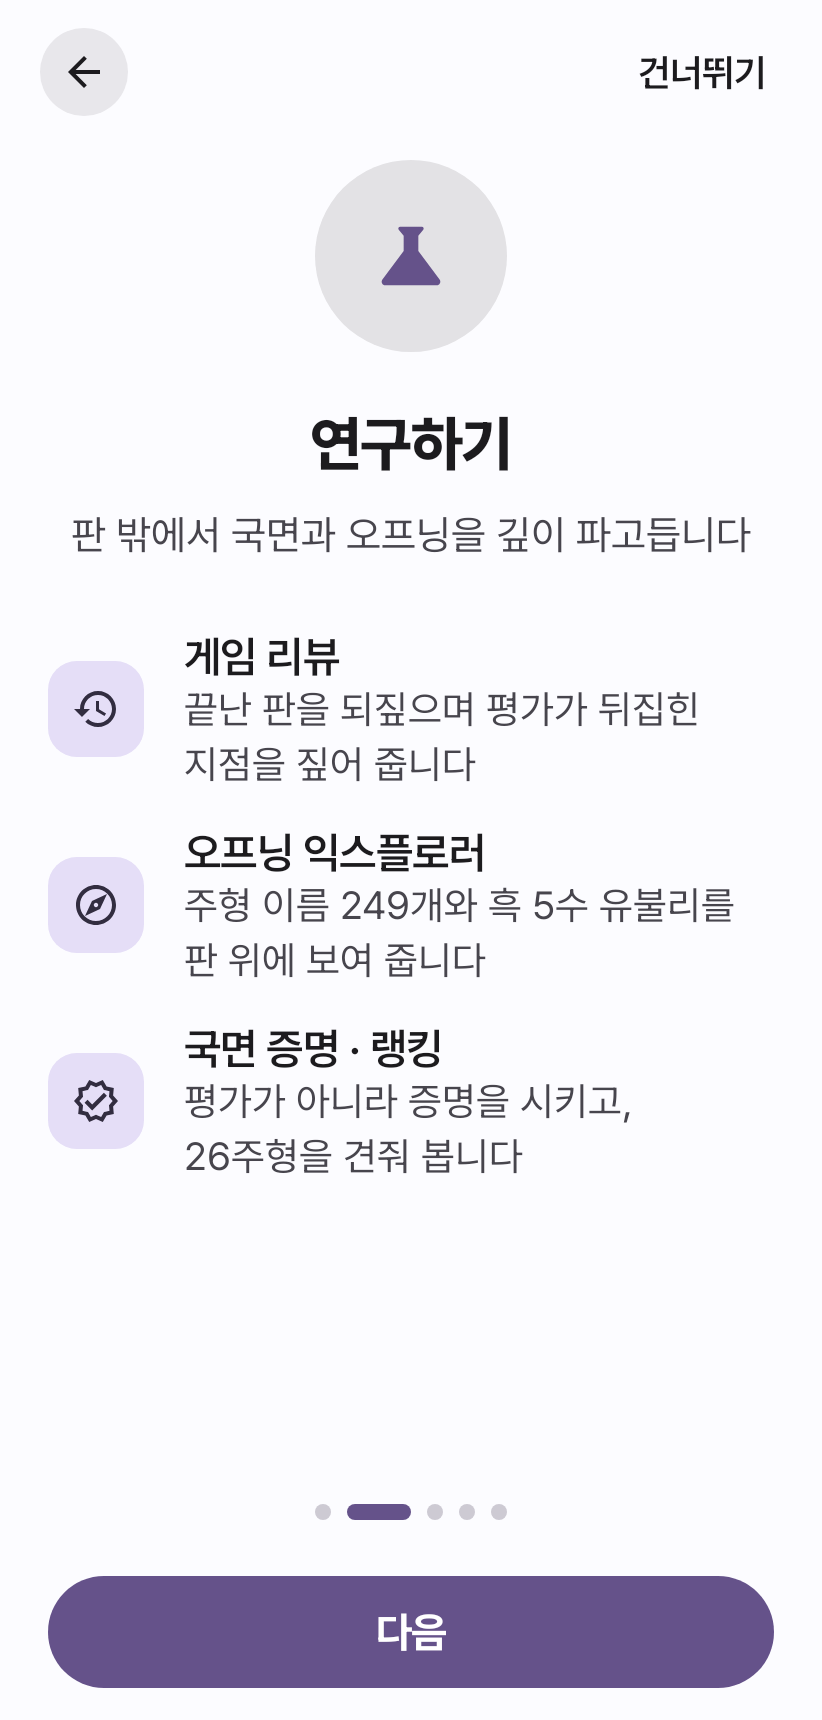 건너뛰기
연구하기
판 밖에서 국면과 오프닝을 깊이 파고듭니다
게임 리뷰
끝난 판을 되짚으며 평가가 뒤집힌
지점을 짚어 줍니다
오프닝 익스플로러
주형 이름 249개와 흑 5수 유불리를
판 위에 보여 줍니다
국면 증명 · 랭킹
평가가 아니라 증명을 시키고,
26주형을 견줘 봅니다
다음